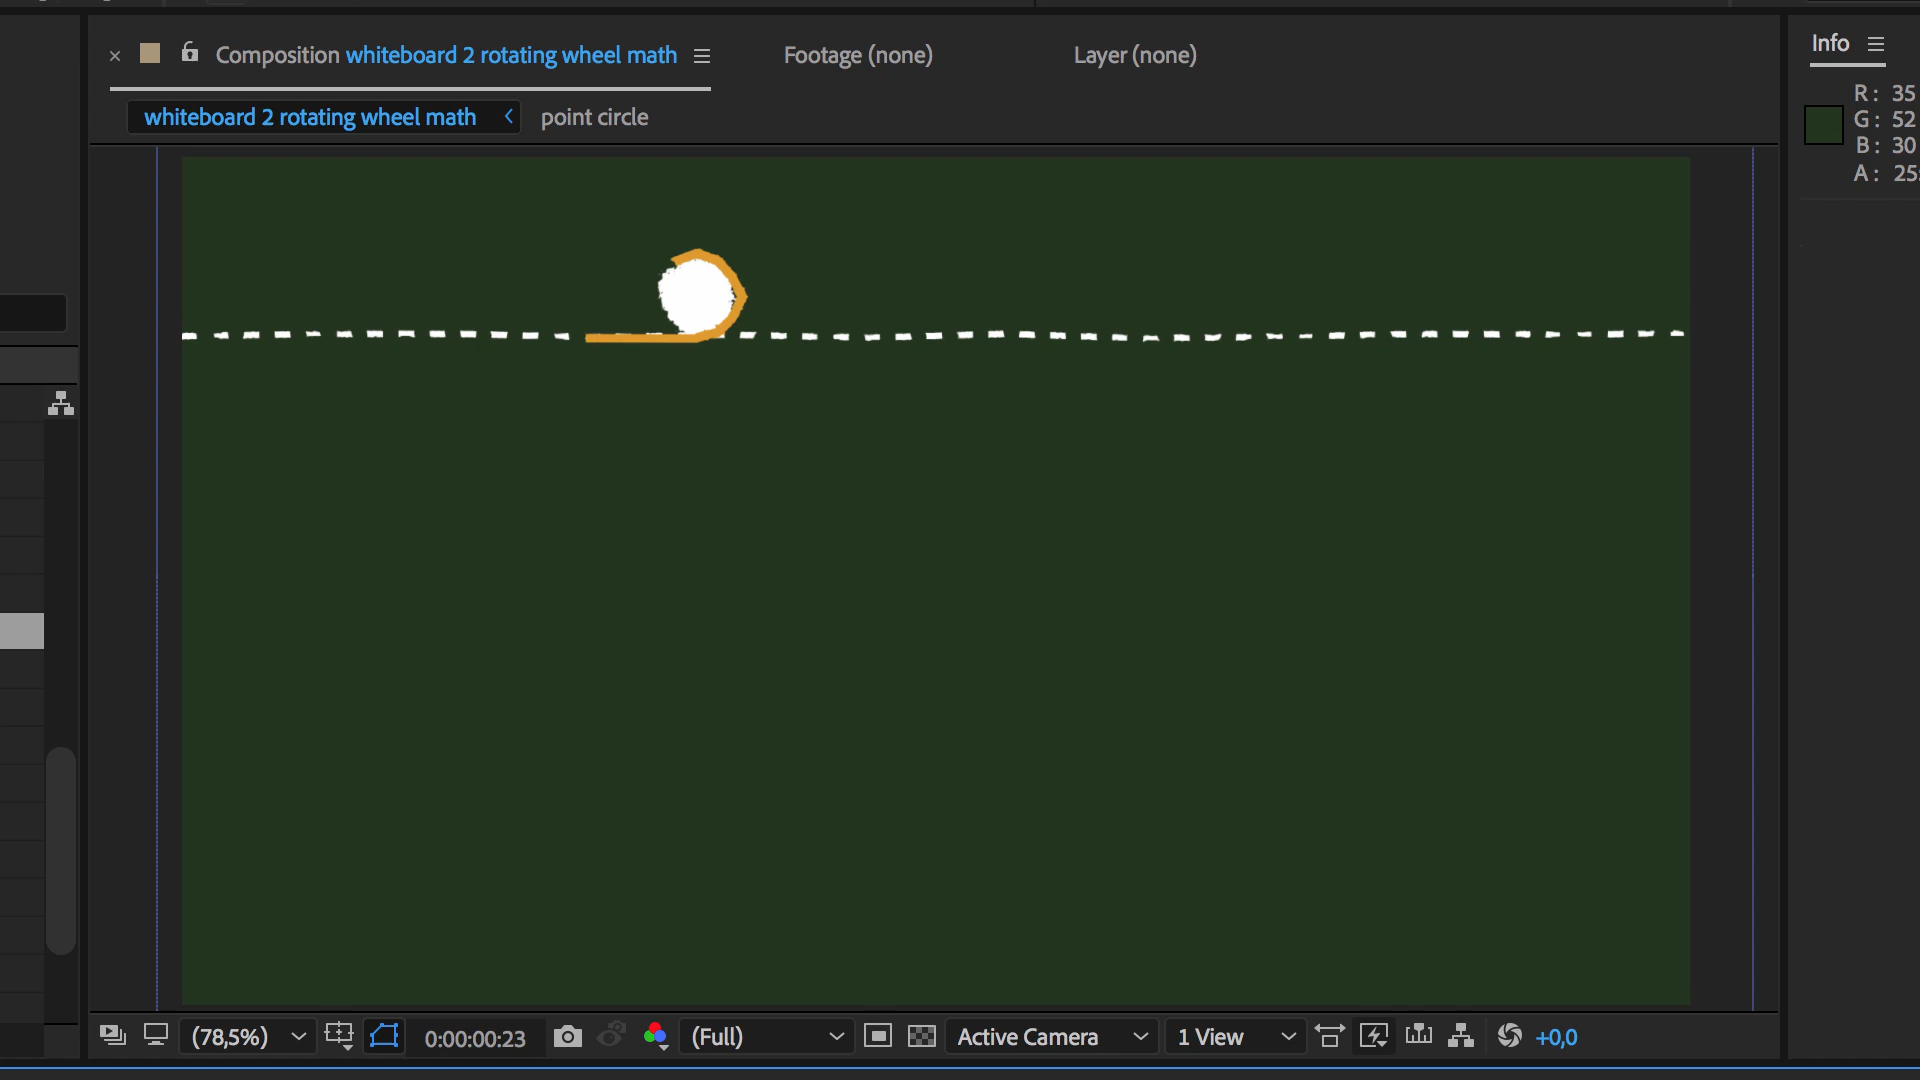 Composition whiteboard 2 rotating wheel math
Footage (none)
Layer (none)
Info
whiteboard 2 rotating wheel math
point circle
R: 35
G: 52
B: 30
A:
(78,5%)
0:00:00:23
(Full)
Active Camera
1 View
+0,0